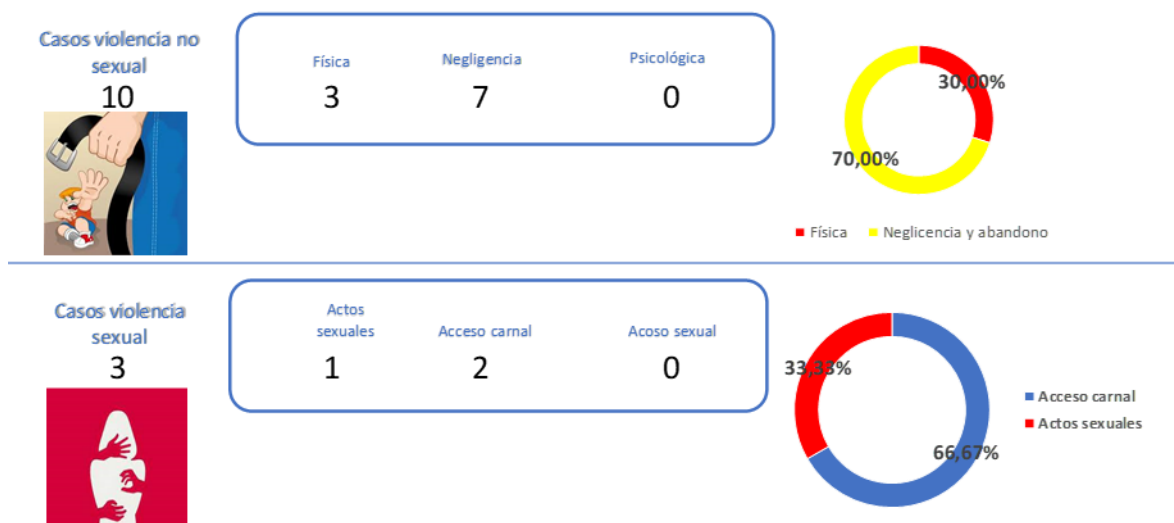 Casos violencia no
sexual
10
Física
3
Negligencia
7
Psicológica
0
30,00%
70,00%
Física
Neglicencia y abandono
Casos violencia
sexual
3
Actos
sexuales
1
Acceso carnal
2
Acoso sexual
0
33,33%
66,67%
Acceso carnal
Actos sexuales